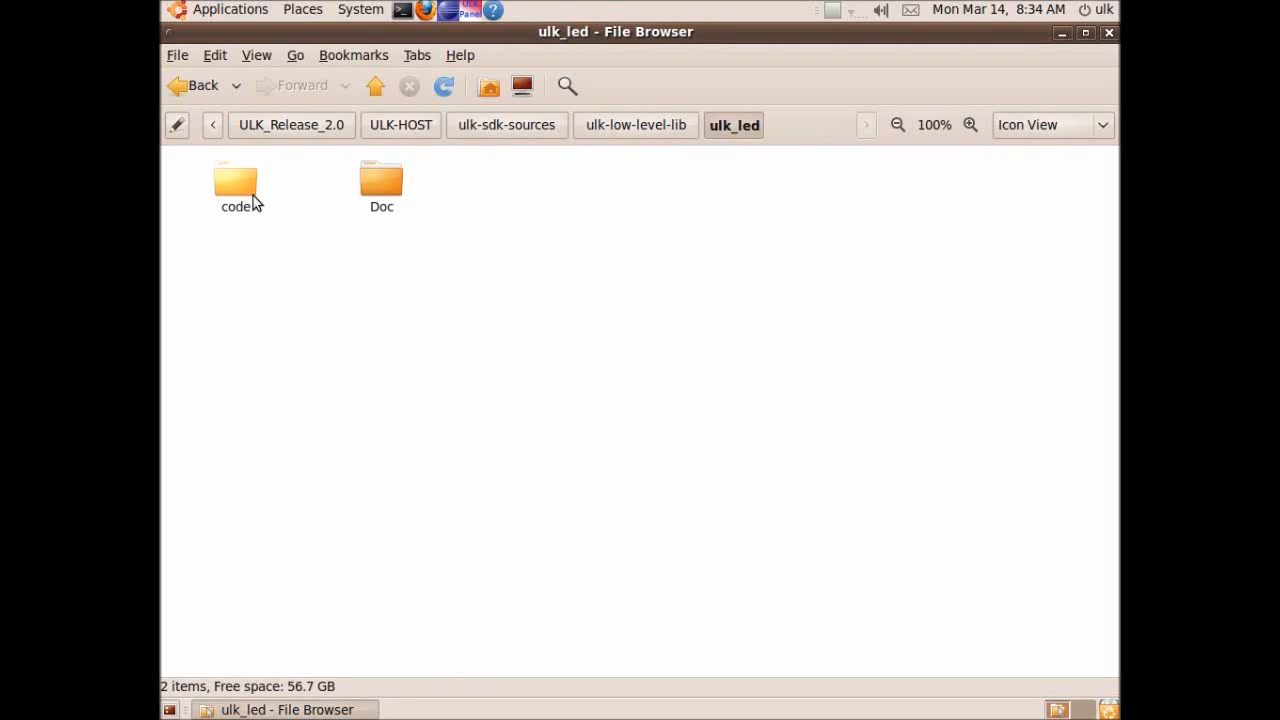 Applications Places System ULK Panel ? Mon Mar 14, 8:34 AM ulk
ulk_led - File Browser
File Edit View Go Bookmarks Tabs Help
Back Forward
ULK_Release_2.0 ULK-HOST ulk-sdk-sources ulk-low-level-lib ulk_led 100% Icon View
code Doc
2 items, Free space: 56.7 GB
ulk_led - File Browser